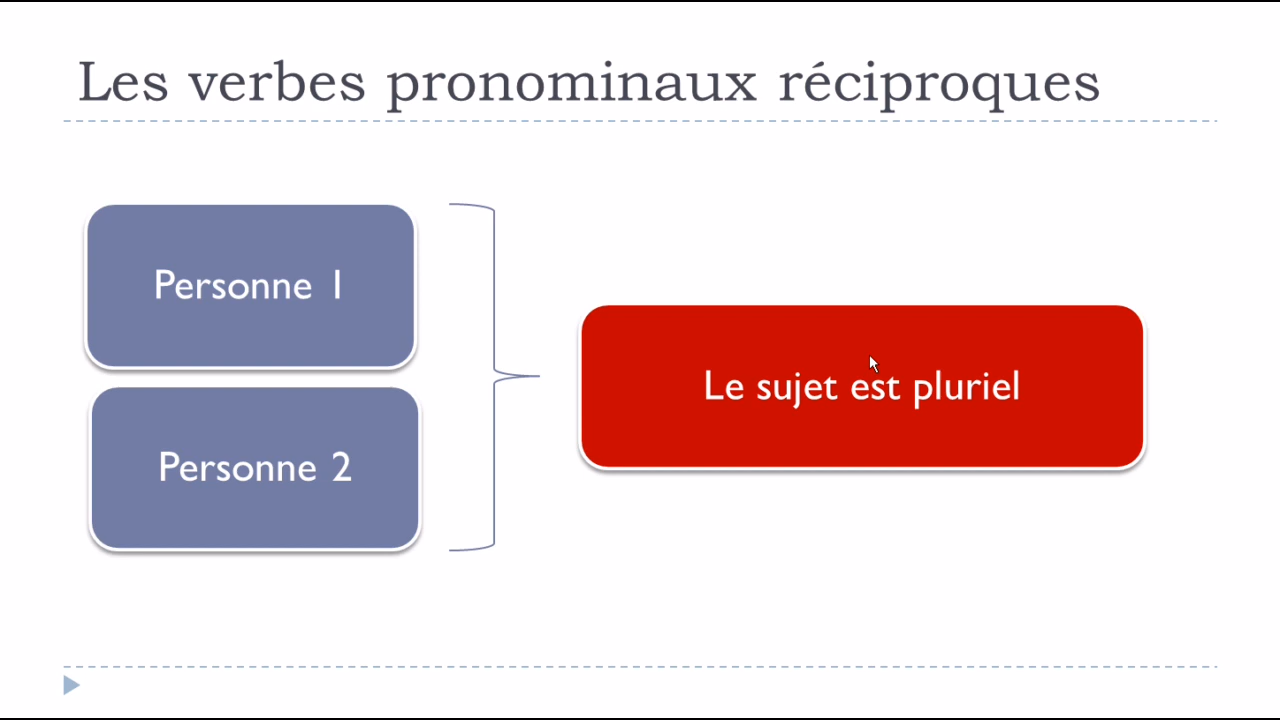 Les verbes pronominaux réciproques
Personne 1
Personne 2
Le sujet est pluriel